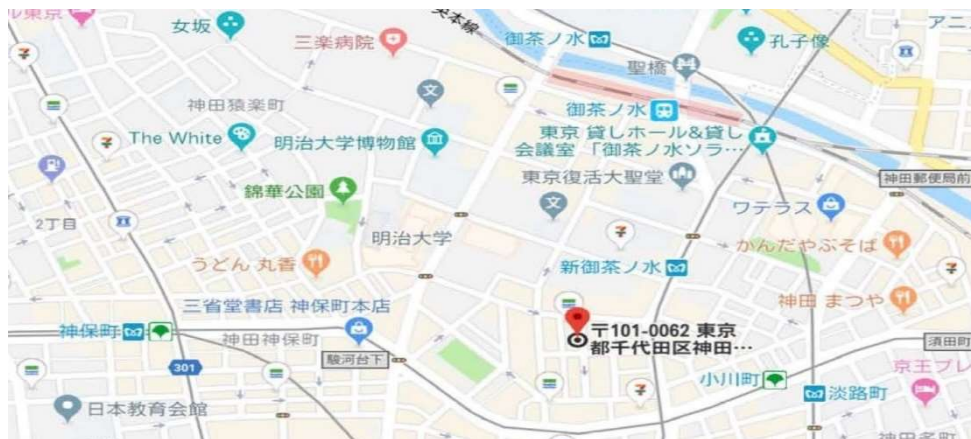 女坂
三楽病院
御茶ノ水
孔子像
聖橋
神田猿楽町
御茶ノ水
The White
明治大学博物館
東京 貸しホール&貸し
会議室 「御茶ノ水ソラ…
東京復活大聖堂
神田郵便局前
錦華公園
ワテラス
2丁目
明治大学
かんだやぶそば
うどん 丸香
新御茶ノ水
三省堂書店 神保町本店
神田 まつや
神保町
神田神保町
〒101-0062 東京
都千代田区神田…
駿河台下
須田町
301
小川町
京王プレ
淡路町
日本教育会館
文
文